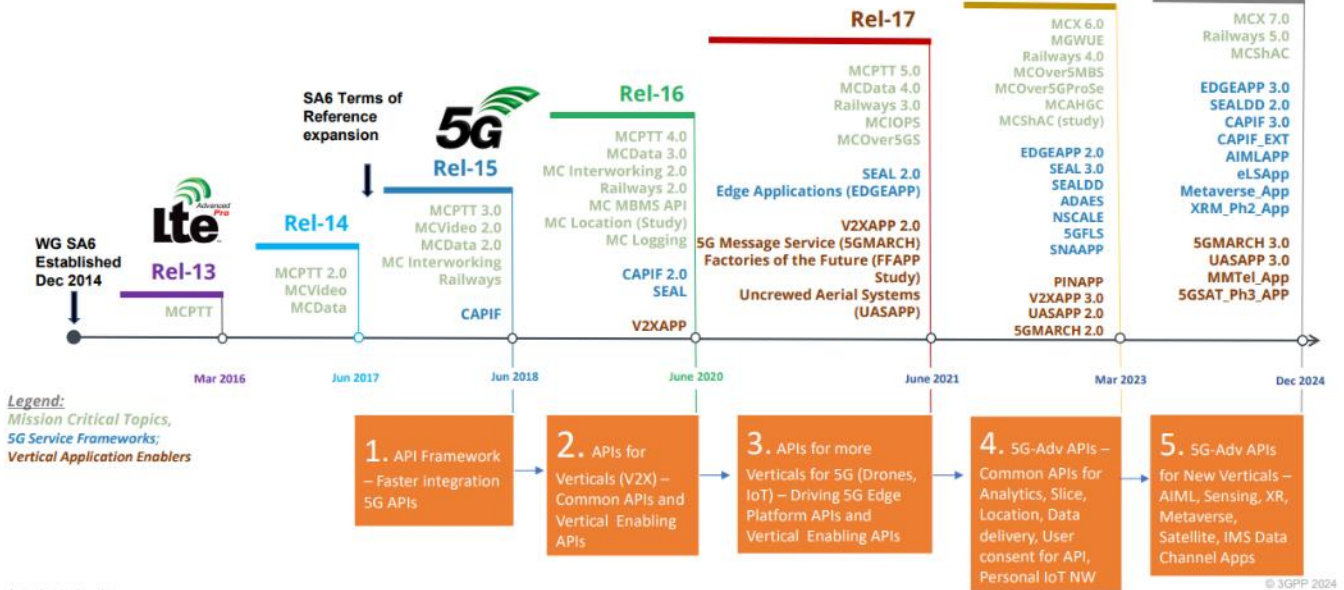 WG SA6
Established
Dec 2014
LTE
Advanced
Pro
Rel-13
MCPTT
Mar 2016
Rel-14
MCPTT 2.0
MCVideo
MCData
Jun 2017
SA6 Terms of
Reference
expansion
5G
Rel-15
MCPTT 3.0
MCVideo 2.0
MCData 2.0
MC Interworking
Railways
CAPIF
Jun 2018
Rel-16
MCPTT 4.0
MCData 3.0
MC Interworking 2.0
Railways 2.0
MC MBMS API
MC Location (Study)
MC Logging
CAPIF 2.0
SEAL
V2XAPP
June 2020
Rel-17
MCPTT 5.0
MCData 4.0
Railways 3.0
MCIOPS
MCOver5GS
SEAL 2.0
Edge Applications (EDGEAPP)
V2XAPP 2.0
5G Message Service (5GMARCH)
Factories of the Future (FFAPP
Study)
Uncrewed Aerial Systems
(UASAPP)
June 2021
MCX 6.0
MGWUE
Railways 4.0
MCOver5MBS
MCOver5GProSe
MCAHGC
MCShAC (study)
EDGEAPP 2.0
SEAL 3.0
SEALDD
ADAES
NSCALE
5GFLS
SNAAPP
PINAPP
V2XAPP 3.0
UASAPP 2.0
5GMARCH 2.0
Mar 2023
MCX 7.0
Railways 5.0
MCShAC
EDGEAPP 3.0
SEALDD 2.0
CAPIF 3.0
CAPIF_EXT
AIMLAPP
eLSApp
Metaverse_App
XRM_Ph2_App
5GMARCH 3.0
UASAPP 3.0
MMTel_App
5GSAT_Ph3_APP
Dec 2024
Legend:
Mission Critical Topics,
5G Service Frameworks;
Vertical Application Enablers
1. API Framework
– Faster integration
5G APIs
2. APIs for
Verticals (V2X) –
Common APIs and
Vertical Enabling
APIs
3. APIs for more
Verticals for 5G (Drones,
IoT) – Driving 5G Edge
Platform APIs and
Vertical Enabling APIs
4. 5G-Adv APIs –
Common APIs for
Analytics, Slice,
Location, Data
delivery, User
consent for API,
Personal IoT NW
5. 5G-Adv APIs
for New Verticals –
AIML, Sensing, XR,
Metaverse,
Satellite, IMS Data
Channel Apps
© 3GPP 2024